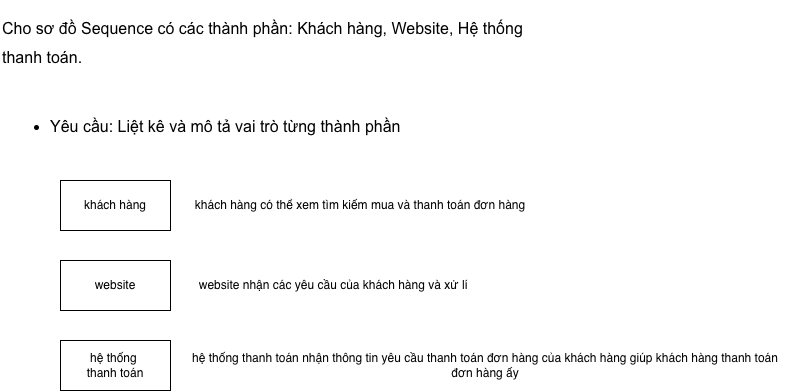 Cho sơ đồ Sequence có các thành phần: Khách hàng, Website, Hệ thống
thanh toán.
• Yêu cầu: Liệt kê và mô tả vai trò từng thành phần
khách hàng
khách hàng có thể xem tìm kiếm mua và thanh toán đơn hàng
website
website nhận các yêu cầu của khách hàng và xử lí
hệ thống
thanh toán
hệ thống thanh toán nhận thông tin yêu cầu thanh toán đơn hàng của khách hàng giúp khách hàng thanh toán
đơn hàng ấy